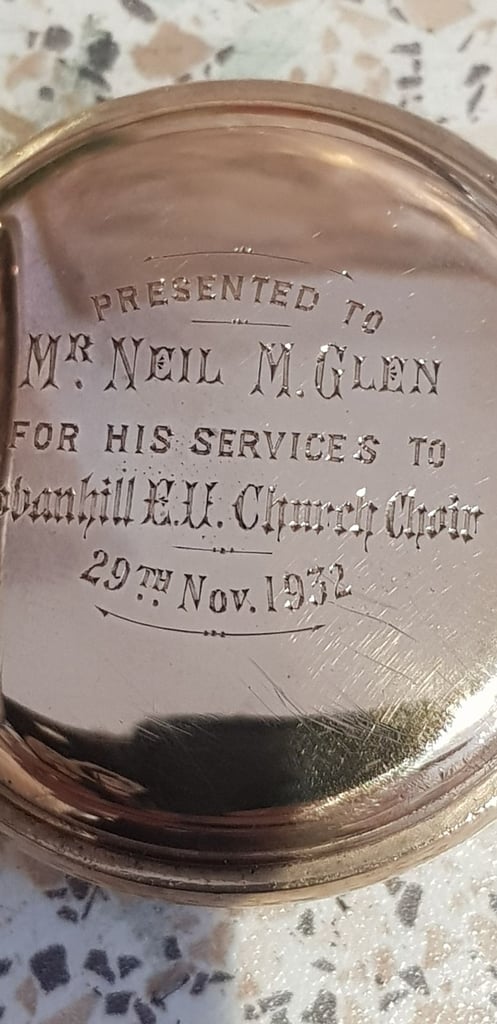 PRESENTED TO
MR. NEIL M. GLEN
FOR HIS SERVICES TO
E.U. Church Choir
29TH Nov. 1932